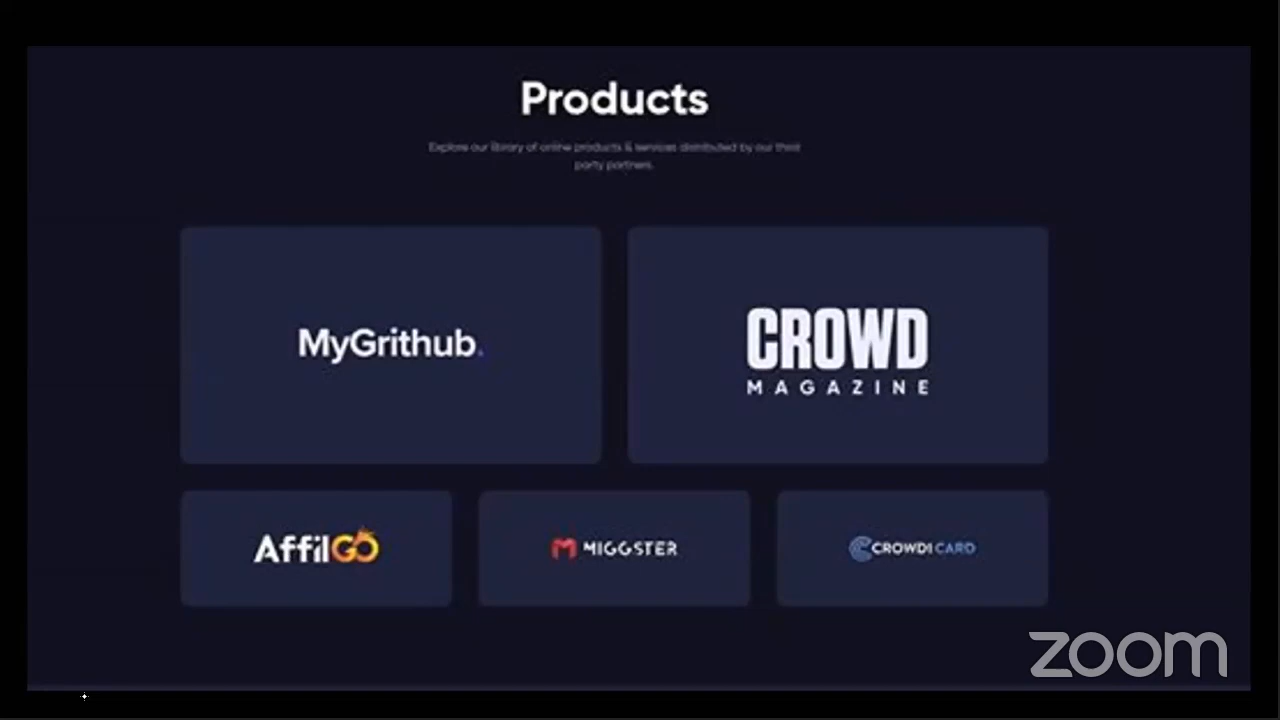 Products
Explore our library of online products & services distributed by our third
party partners.
MyGrithub.
CROWD
MAGAZINE
AffilGO
MIGGSTER
CROWD1 CARD
zoom